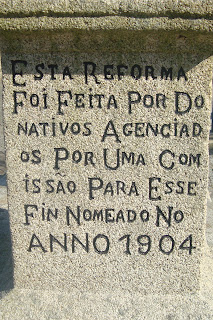 ESTA REFORMA
FOI FEITA POR DO
NATIVOS AGENCIAD
OS POR UMA COM
ISSÃO PARA ESSE
FIN NOMEADO NO
ANNO 1904